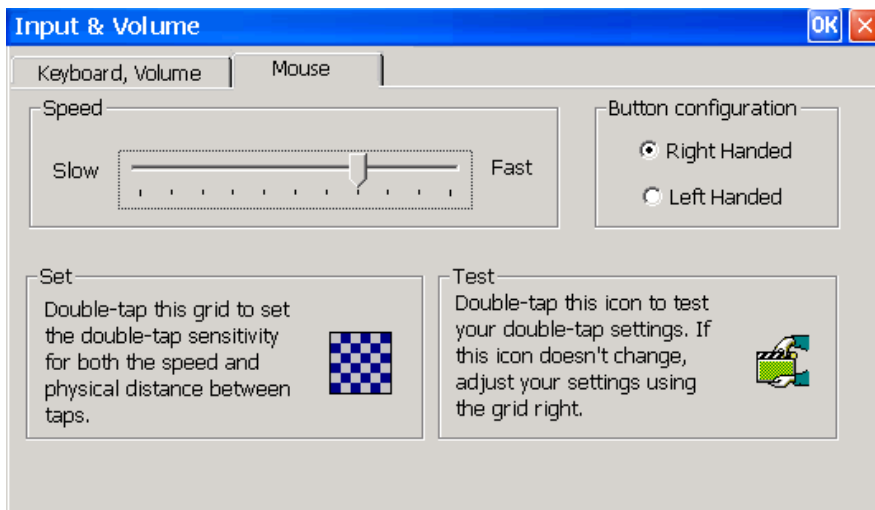 Input & Volume
OK
Keyboard, Volume
Mouse
Speed
Slow
Fast
Button configuration
Right Handed
Left Handed
Set
Double-tap this grid to set
the double-tap sensitivity
for both the speed and
physical distance between
taps.
Test
Double-tap this icon to test
your double-tap settings. If
this icon doesn't change,
adjust your settings using
the grid right.